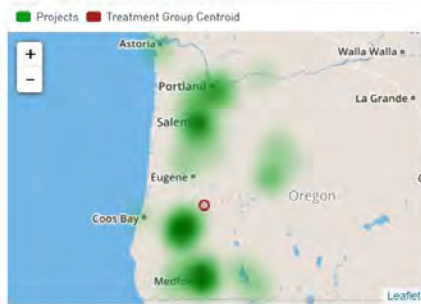 Projects Treatment Group Centroid
Astoria
+
Walla Walla
−
Portland
La Grande
Salem
Eugene
Oregon
Coos Bay
Medford
Leaflet